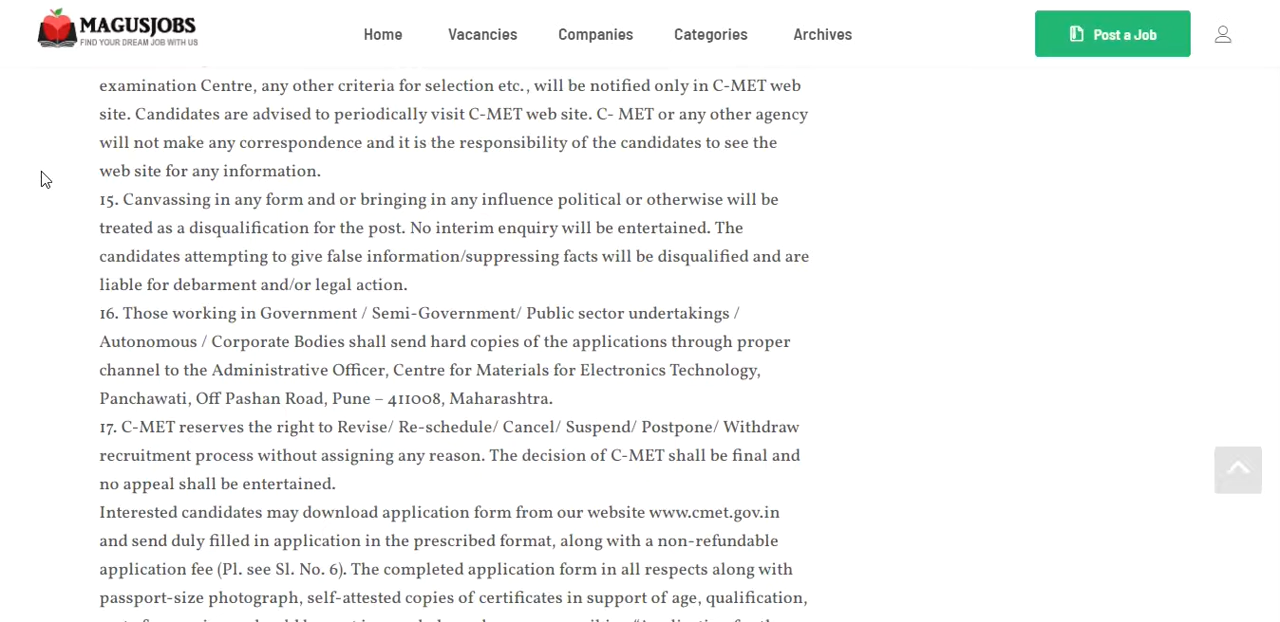 MAGUSJOBS
FIND YOUR DREAM JOB WITH US
Home
Vacancies
Companies
Categories
Archives
Post a Job
examination Centre, any other criteria for selection etc., will be notified only in C-MET web
site. Candidates are advised to periodically visit C-MET web site. C- MET or any other agency
will not make any correspondence and it is the responsibility of the candidates to see the
web site for any information.
15. Canvassing in any form and or bringing in any influence political or otherwise will be
treated as a disqualification for the post. No interim enquiry will be entertained. The
candidates attempting to give false information/suppressing facts will be disqualified and are
liable for debarment and/or legal action.
16. Those working in Government / Semi-Government/ Public sector undertakings /
Autonomous / Corporate Bodies shall send hard copies of the applications through proper
channel to the Administrative Officer, Centre for Materials for Electronics Technology,
Panchawati, Off Pashan Road, Pune – 411008, Maharashtra.
17. C-MET reserves the right to Revise/ Re-schedule/ Cancel/ Suspend/ Postpone/ Withdraw
recruitment process without assigning any reason. The decision of C-MET shall be final and
no appeal shall be entertained.
Interested candidates may download application form from our website www.cmet.gov.in
and send duly filled in application in the prescribed format, along with a non-refundable
application fee (Pl. see Sl. No. 6). The completed application form in all respects along with
passport-size photograph, self-attested copies of certificates in support of age, qualification,